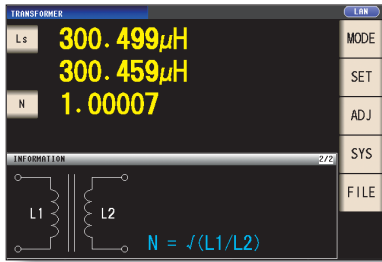 TRANSFORMER
LAN
Ls
300.499μH
300.459μH
N
1.00007
MODE
SET
ADJ
SYS
FILE
INFORMATION
2/2
L1
L2
N = √(L1/L2)